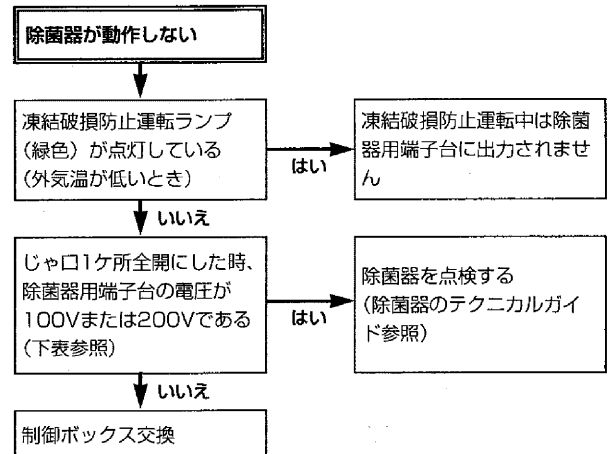 除菌器が動作しない
凍結破損防止運転ランプ
（緑色）が点灯している
（外気温が低いとき）
はい
凍結破損防止運転中は除菌
器用端子台に出力されませ
ん
いいえ
じゃ口1ケ所全開にした時、
除菌器用端子台の電圧が
100Vまたは200Vである
（下表参照）
はい
除菌器を点検する
（除菌器のテクニカルガイ
ド参照）
いいえ
制御ボックス交換